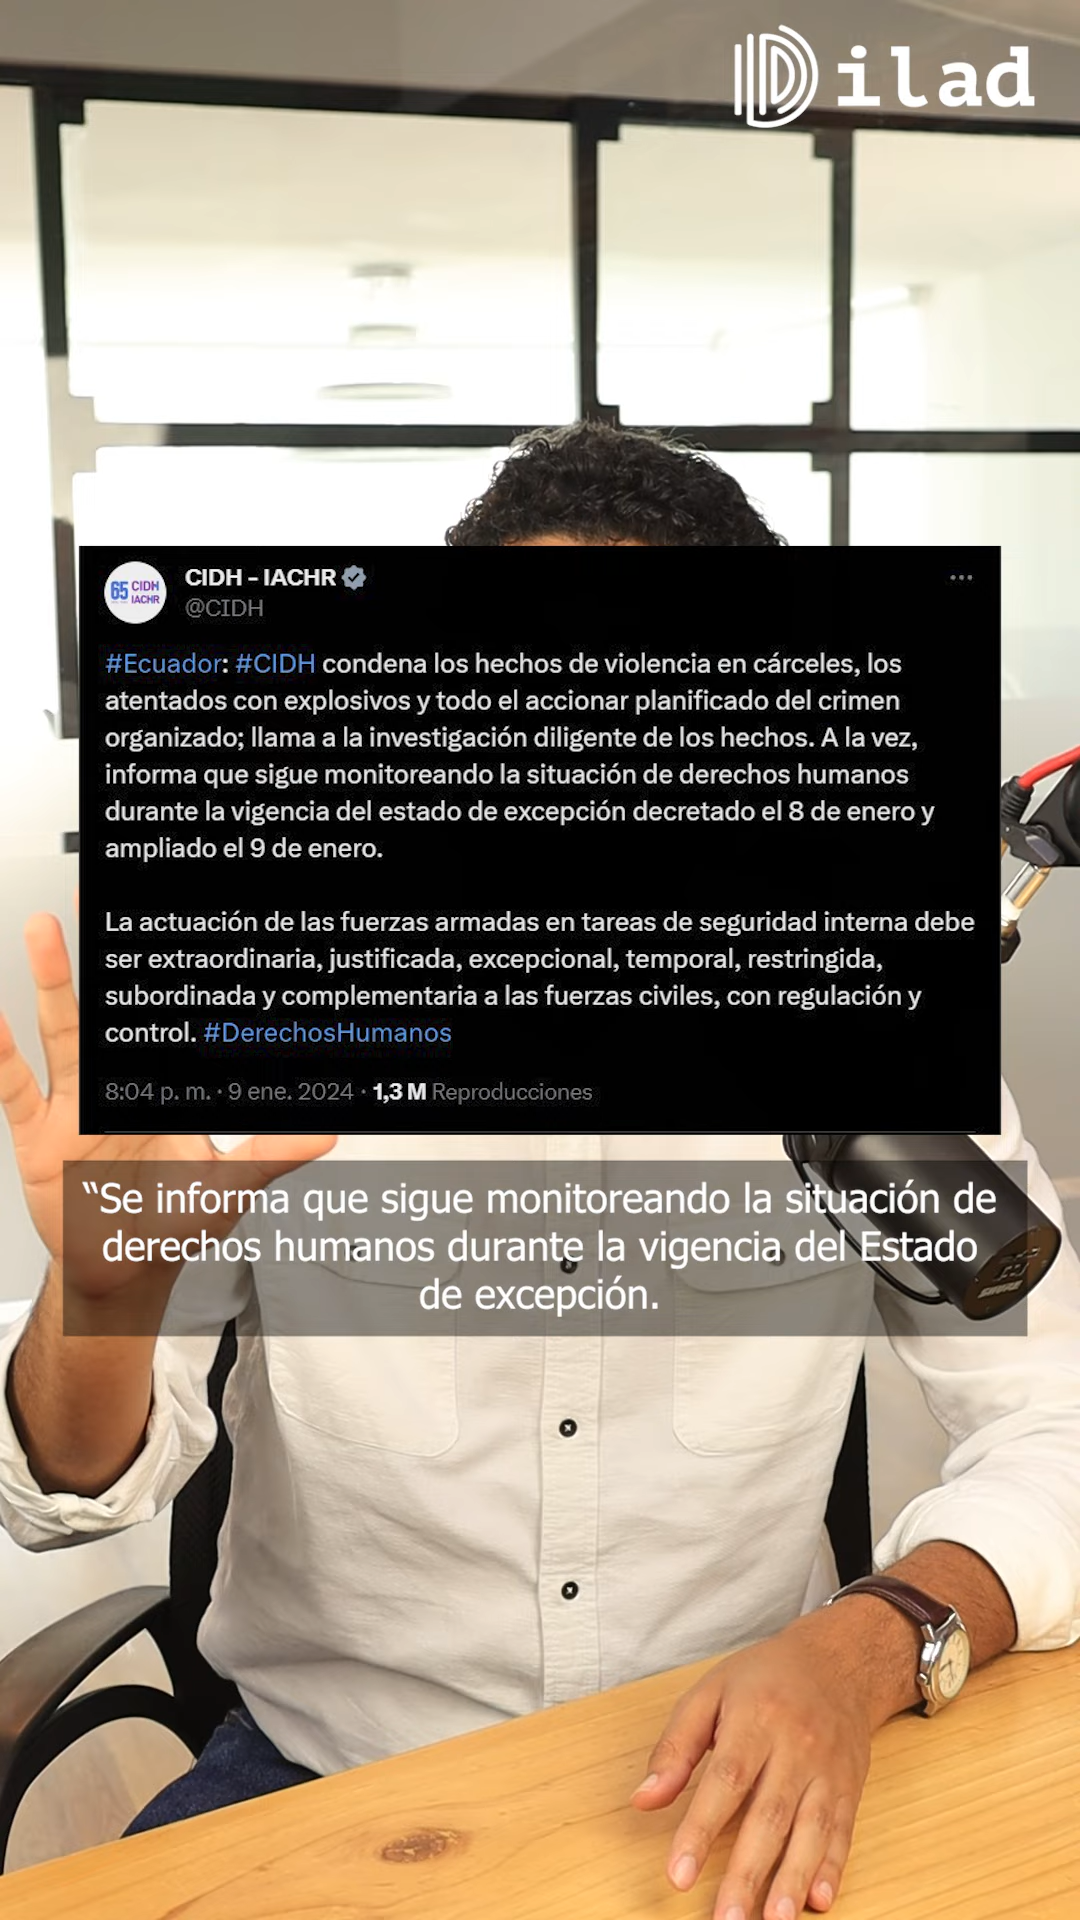 Dilad
CIDH - IACHR
@CIDH
65 CIDH
IACHR
#Ecuador: #CIDH condena los hechos de violencia en cárceles, los
atentados con explosivos y todo el accionar planificado del crimen
organizado; llama a la investigación diligente de los hechos. A la vez,
informa que sigue monitoreando la situación de derechos humanos
durante la vigencia del estado de excepción decretado el 8 de enero y
ampliado el 9 de enero.
La actuación de las fuerzas armadas en tareas de seguridad interna debe
ser extraordinaria, justificada, excepcional, temporal, restringida,
subordinada y complementaria a las fuerzas civiles, con regulación y
control. #DerechosHumanos
8:04 p. m. · 9 ene. 2024 · 1,3 M Reproducciones
“Se informa que sigue monitoreando la situación de
derechos humanos durante la vigencia del Estado
de excepción.
SHURE